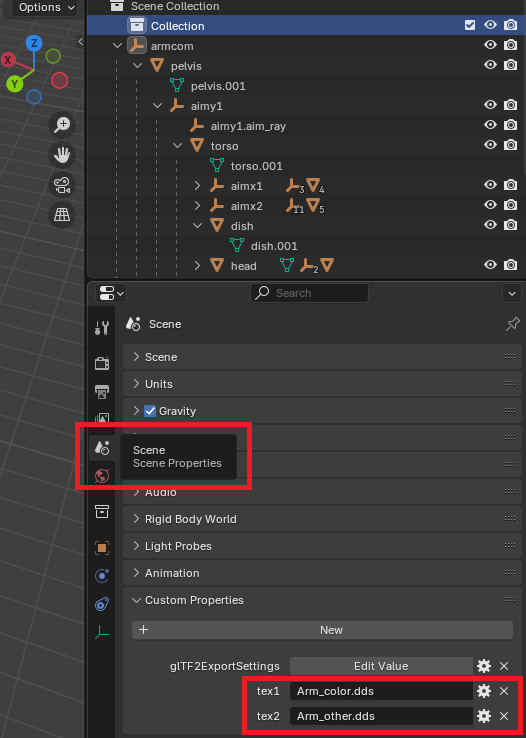 Options
Scene Collection
Collection
armcom
Z
X
Y
pelvis
pelvis.001
aimy1
aimy1.aim_ray
torso
torso.001
aimx1 3 4
aimx2 11 5
dish
dish.001
head 2
Search
Scene
Scene
Units
Gravity
Scene
Scene Properties
Audio
Rigid Body World
Light Probes
Animation
Custom Properties
New
glTF2ExportSettings Edit Value
tex1 Arm_color.dds
tex2 Arm_other.dds